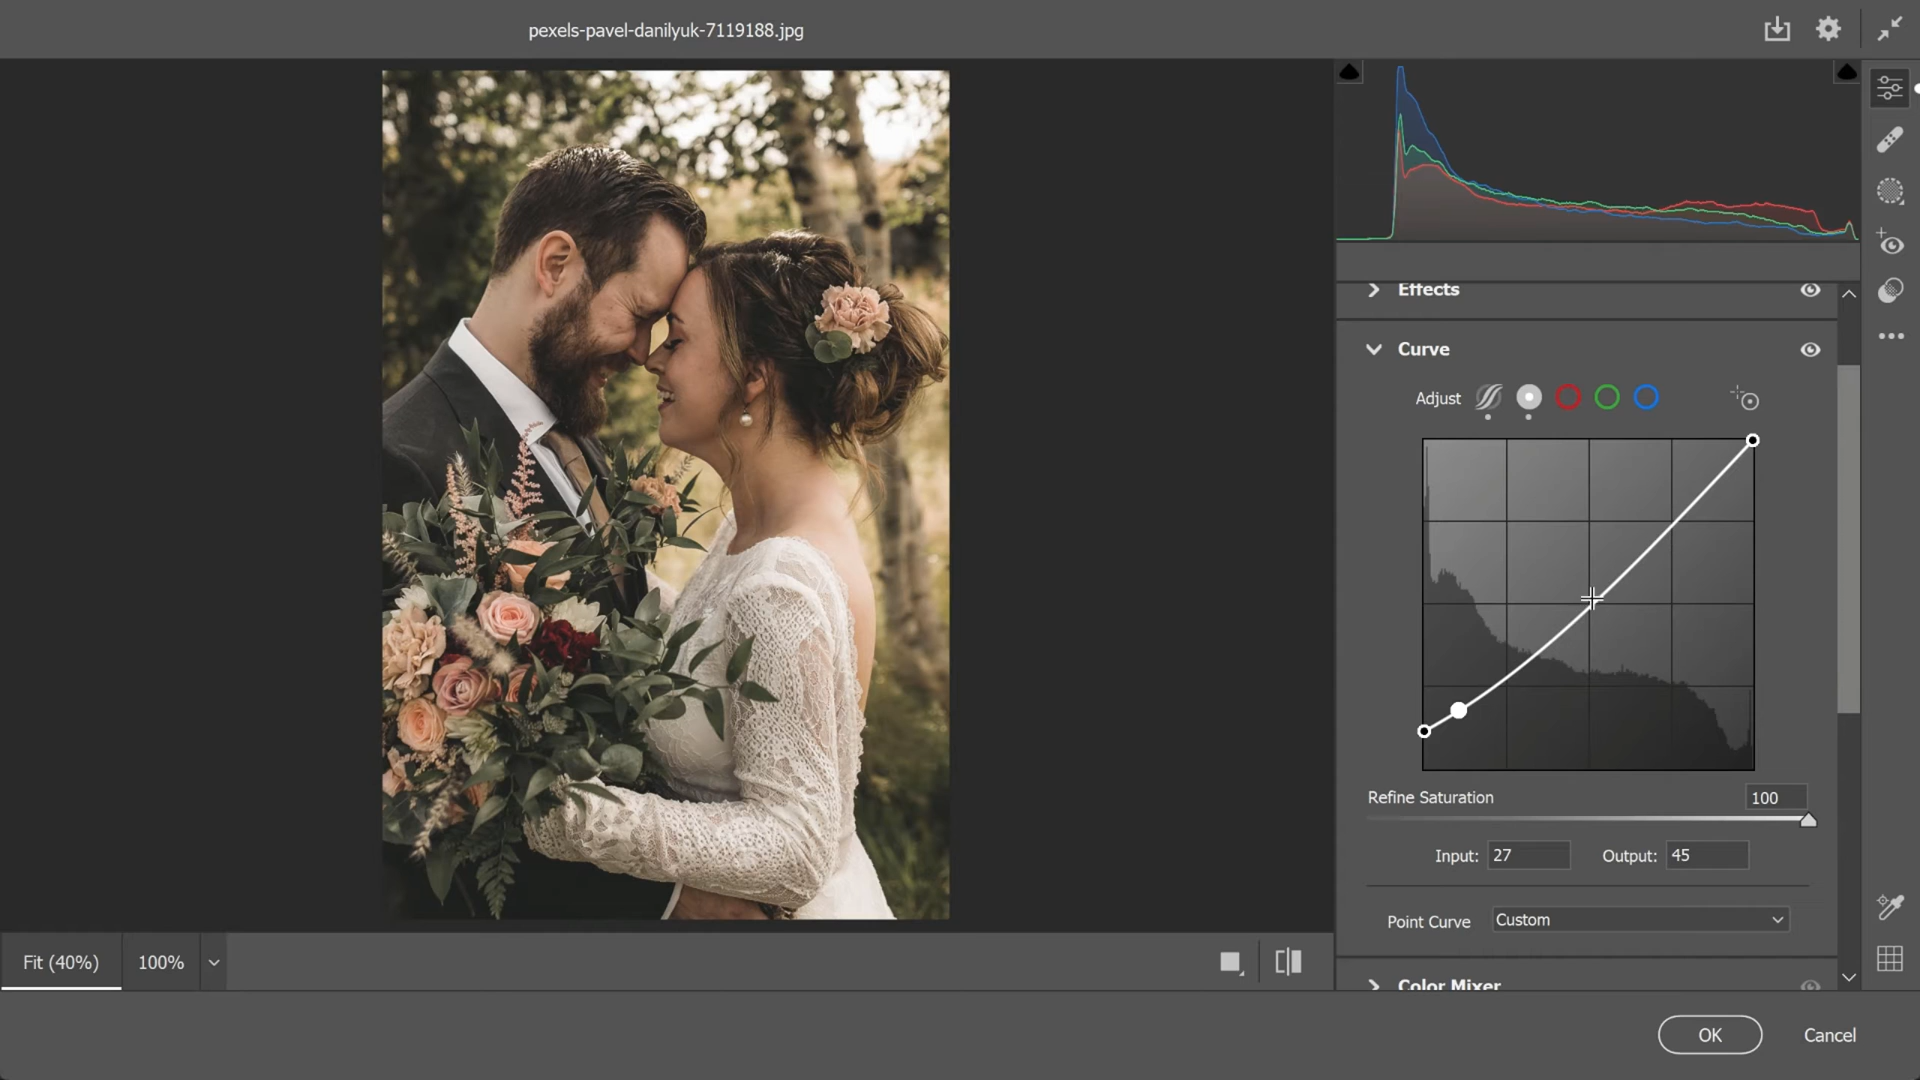 pexels-pavel-danilyuk-7119188.jpg
Effects
Curve
Adjust
Refine Saturation 100
Input: 27 Output: 45
Point Curve Custom
Color Mixer
Fit (40%) 100%
OK Cancel